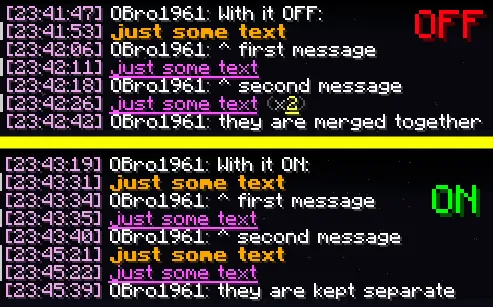 [23:41:47] OBro1961: With it OFF:
OFF
[23:41:53] just some text
[23:42:06] OBro1961: ^ first message
[23:42:11] just some text
[23:42:18] OBro1961: ^ second message
[23:42:26] just some text (x2)
[23:42:42] OBro1961: they are merged together
[23:43:19] OBro1961: With it ON:
[23:43:31] just some text
[23:43:34] OBro1961: ^ first message
ON
[23:43:35] just some text
[23:43:40] OBro1961: ^ second message
[23:45:21] just some text
[23:45:22] just some text
[23:45:39] OBro1961: they are kept separate